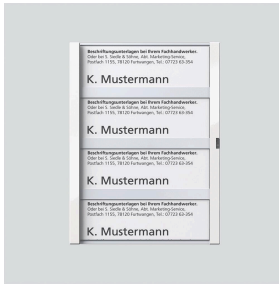 Beschriftungsunterlagen bei Ihrem Fachhandwerker.
Oder bei S. Siedle & Söhne, Abt. Marketing-Service,
Postfach 1155, 78120 Furtwangen, Tel.: 07723 63-354
K. Mustermann
Beschriftungsunterlagen bei Ihrem Fachhandwerker.
Oder bei S. Siedle & Söhne, Abt. Marketing-Service,
Postfach 1155, 78120 Furtwangen, Tel.: 07723 63-354
K. Mustermann
Beschriftungsunterlagen bei Ihrem Fachhandwerker.
Oder bei S. Siedle & Söhne, Abt. Marketing-Service,
Postfach 1155, 78120 Furtwangen, Tel.: 07723 63-354
K. Mustermann
Beschriftungsunterlagen bei Ihrem Fachhandwerker.
Oder bei S. Siedle & Söhne, Abt. Marketing-Service,
Postfach 1155, 78120 Furtwangen, Tel.: 07723 63-354
K. Mustermann